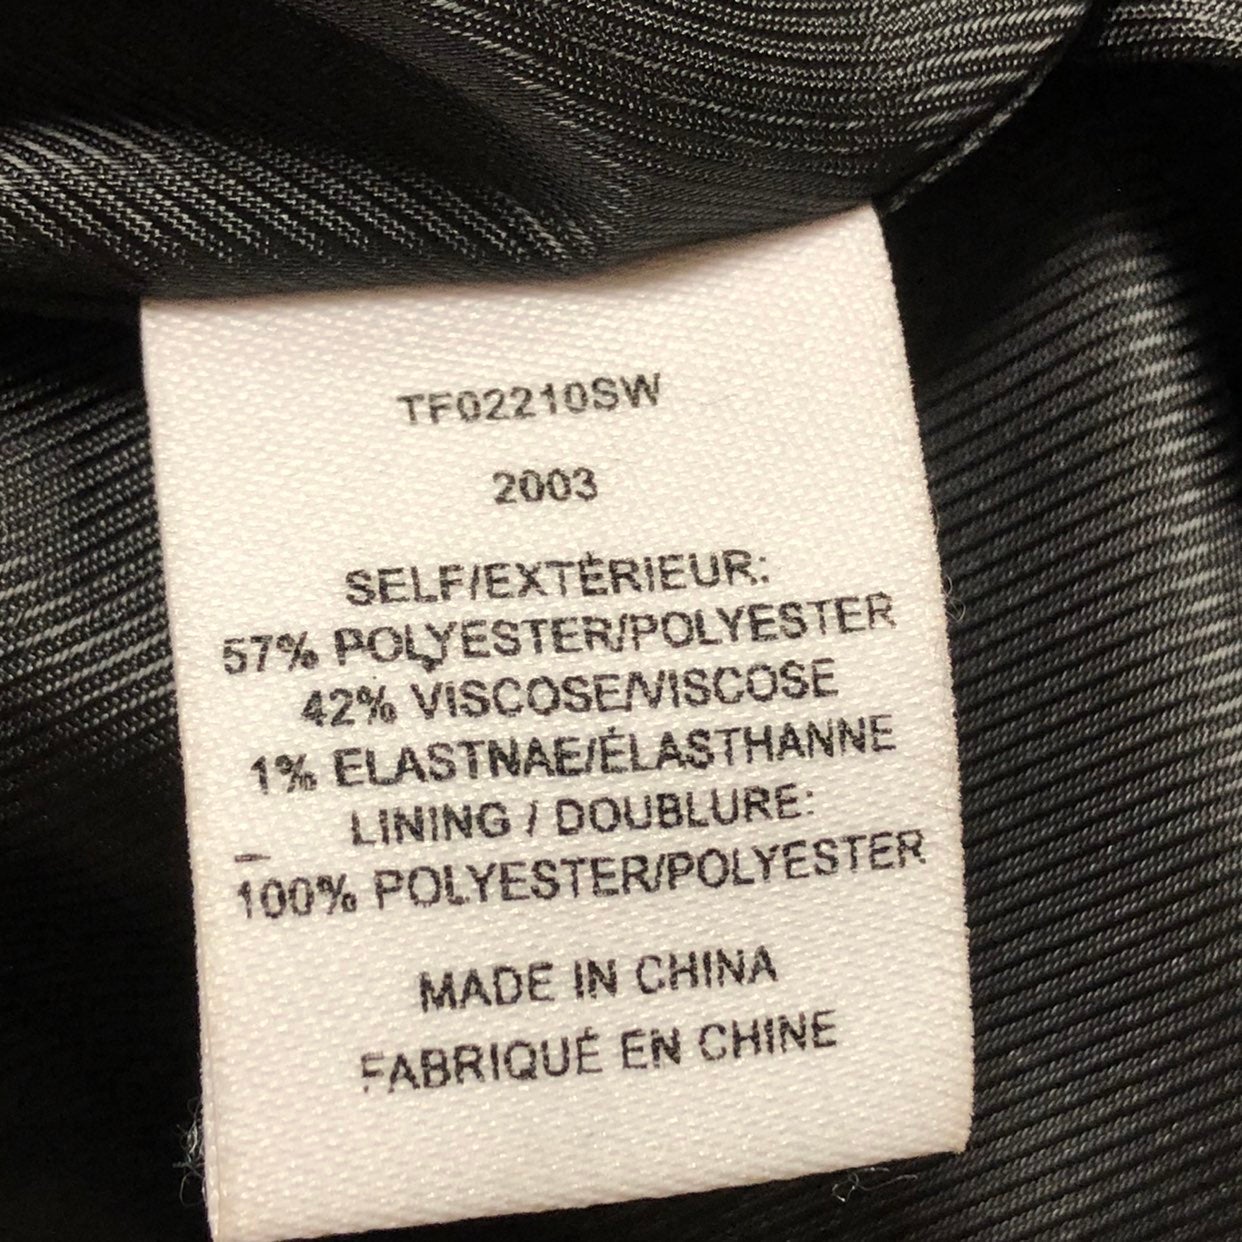 TF02210SW
2003
SELF/EXTÉRIEUR:
57% POLYESTER/POLYESTER
42% VISCOSE/VISCOSE
1% ELASTNAE/ÉLASTHANNE
LINING / DOUBLURE:
100% POLYESTER/POLYESTER
MADE IN CHINA
FABRIQUÉ EN CHINE